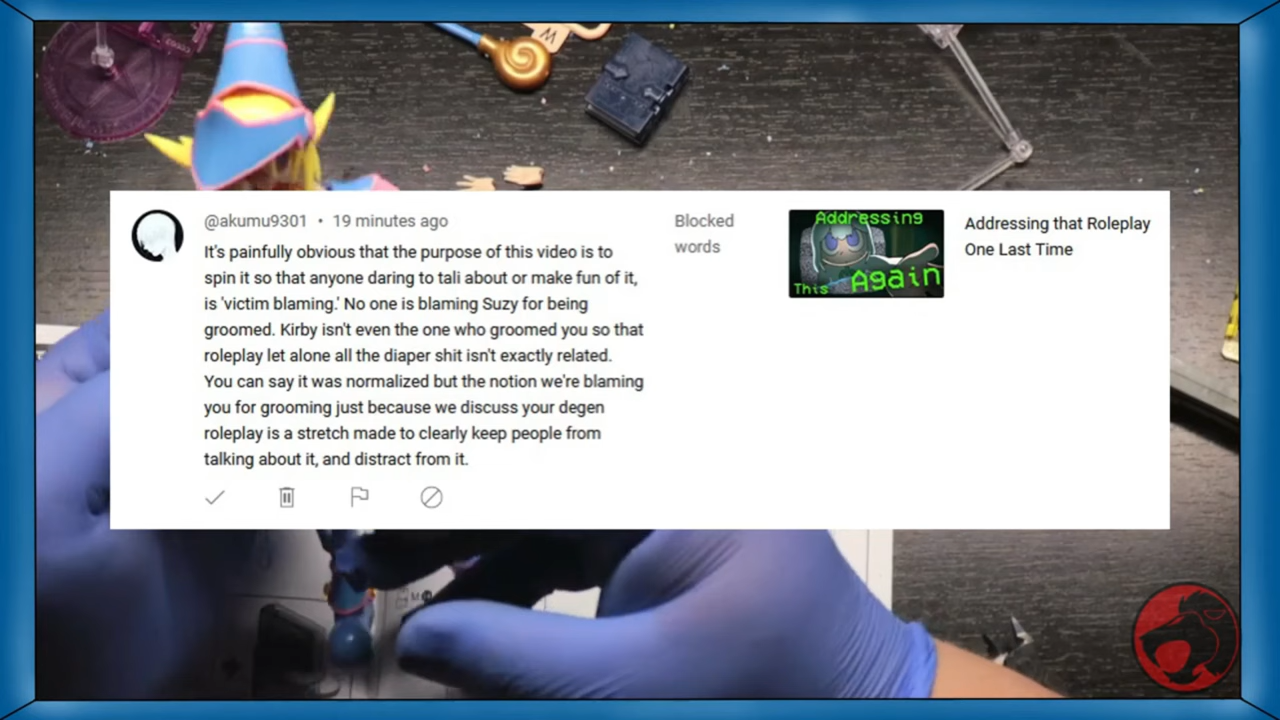 @akumu9301 • 19 minutes ago
It's painfully obvious that the purpose of this video is to
spin it so that anyone daring to tali about or make fun of it,
is 'victim blaming.' No one is blaming Suzy for being
groomed. Kirby isn't even the one who groomed you so that
roleplay let alone all the diaper shit isn't exactly related.
You can say it was normalized but the notion we're blaming
you for grooming just because we discuss your degen
roleplay is a stretch made to clearly keep people from
talking about it, and distract from it.
Blocked
words
Addressing
This Again
Addressing that Roleplay
One Last Time